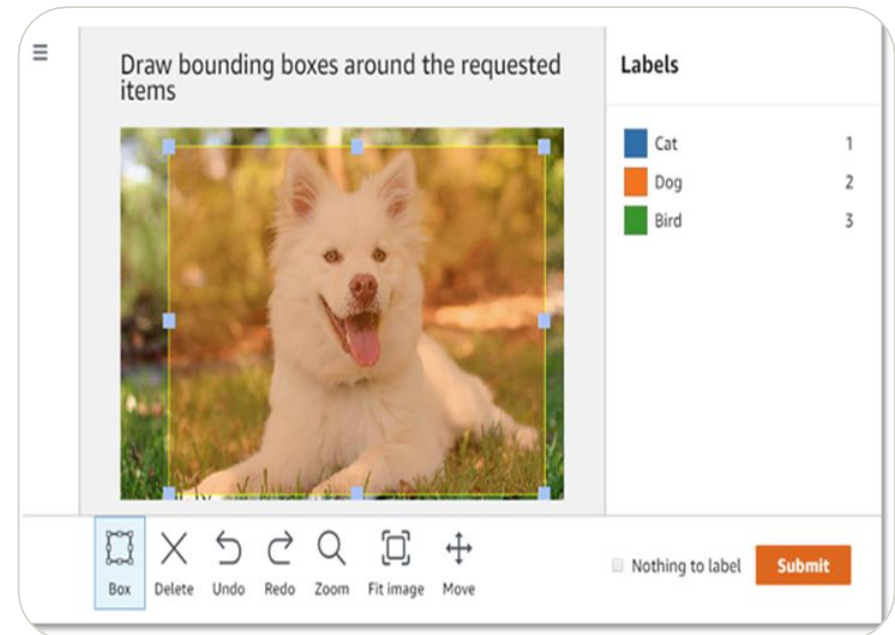 Draw bounding boxes around the requested
items
Labels
Cat 1
Dog 2
Bird 3
Box Delete Undo Redo Zoom Fit image Move
Nothing to label Submit